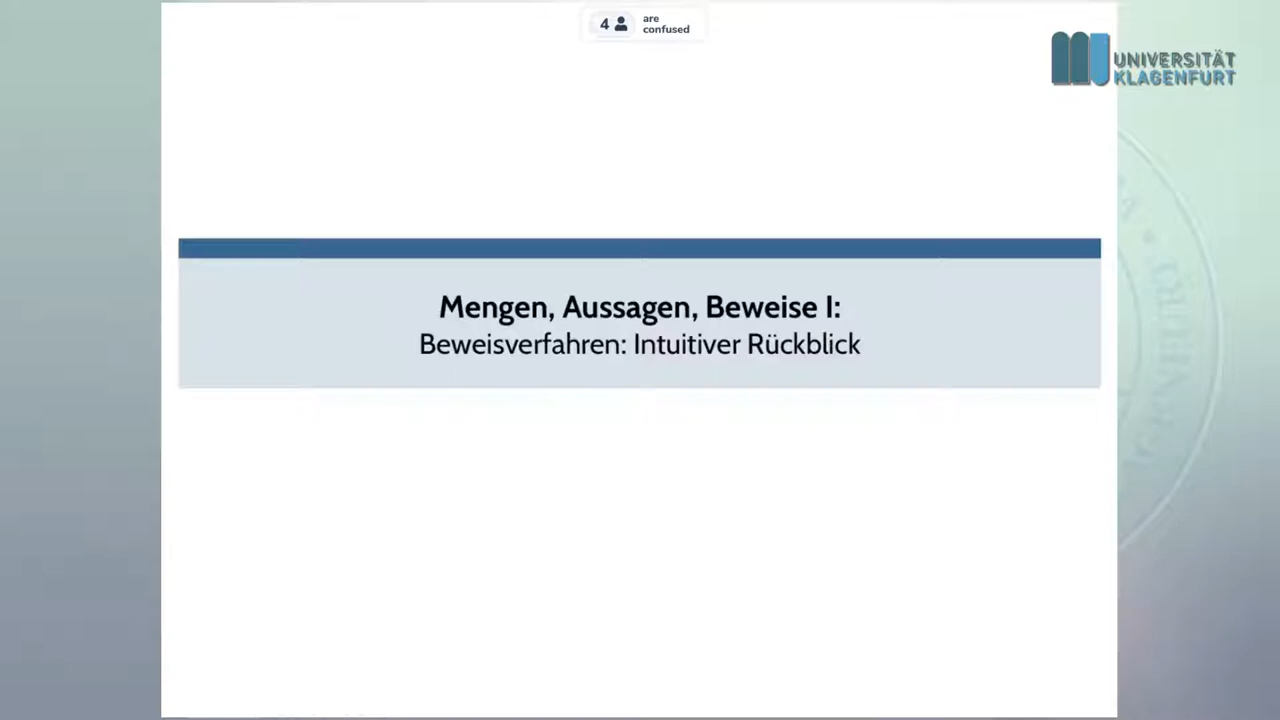 4 are
confused
UNIVERSITÄT
KLAGENFURT
Mengen, Aussagen, Beweise I:
Beweisverfahren: Intuitiver Rückblick